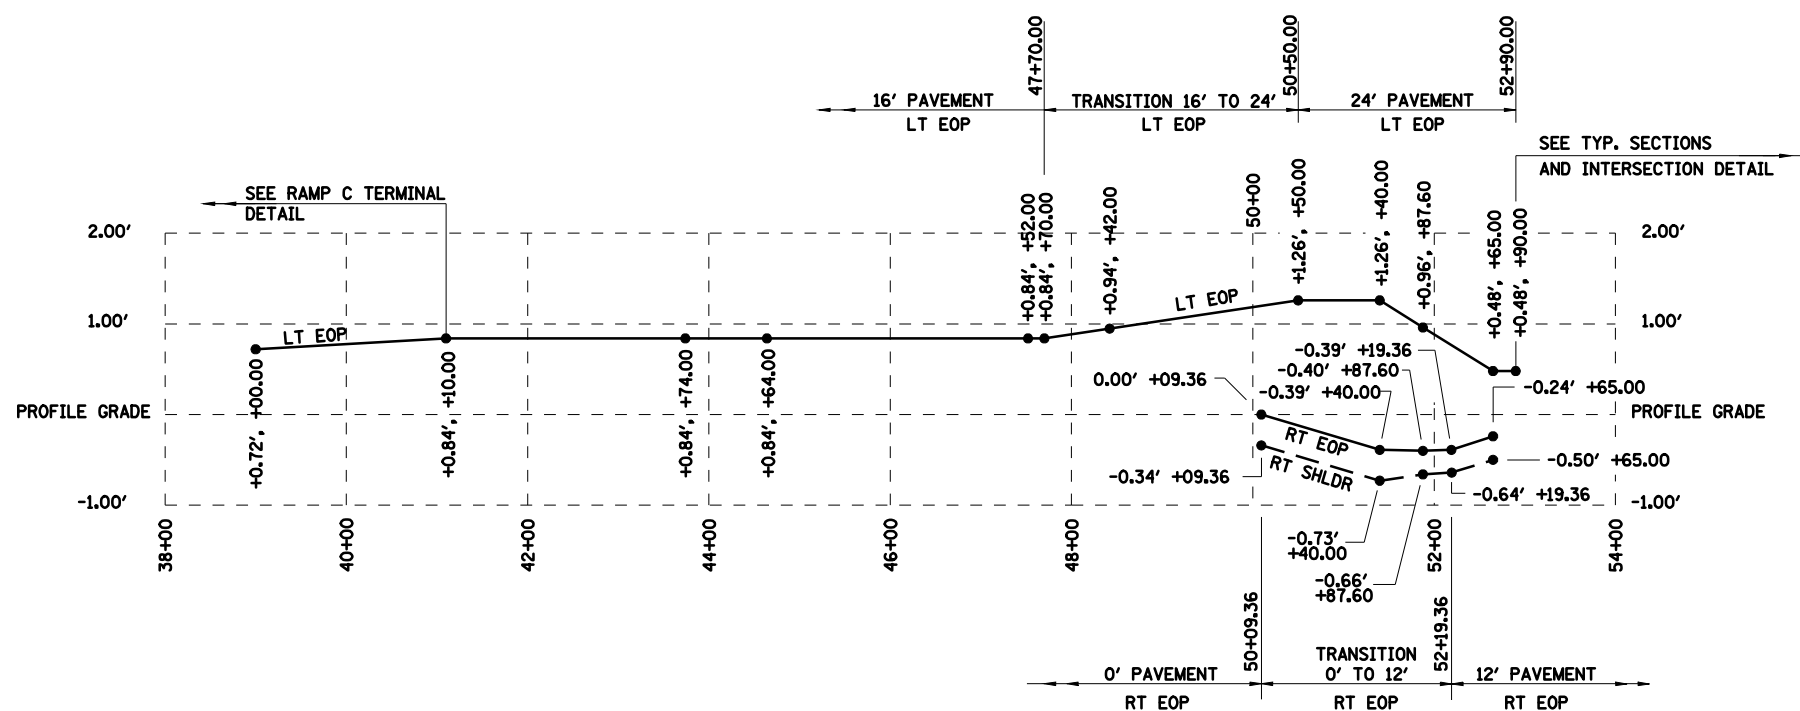 47+70.00
50+50.00
52+90.00
16' PAVEMENT
LT EOP
TRANSITION 16' TO 24'
LT EOP
24' PAVEMENT
LT EOP
SEE TYP. SECTIONS
AND INTERSECTION DETAIL
SEE RAMP C TERMINAL
DETAIL
2.00'
2.00'
1.00'
1.00'
PROFILE GRADE
PROFILE GRADE
-1.00'
-1.00'
LT EOP
+0.72', +00.00
+0.84', +10.00
+0.84', +74.00
+0.84', +64.00
+0.84', +52.00
+0.84', +70.00
+0.94', +42.00
LT EOP
50+00
+1.26', +50.00
+1.26', +40.00
+0.96', +87.60
+0.48', +65.00
+0.48', +90.00
-0.39' +19.36
-0.40' +87.60
-0.39' +40.00
0.00' +09.36
-0.24' +65.00
RT EOP
RT SHLDR
-0.34' +09.36
-0.50' +65.00
-0.64' +19.36
-0.73'
+40.00
-0.66'
+87.60
38+00
40+00
42+00
44+00
46+00
48+00
52+00
54+00
50+09.36
52+19.36
0' PAVEMENT
RT EOP
TRANSITION
0' TO 12'
RT EOP
12' PAVEMENT
RT EOP